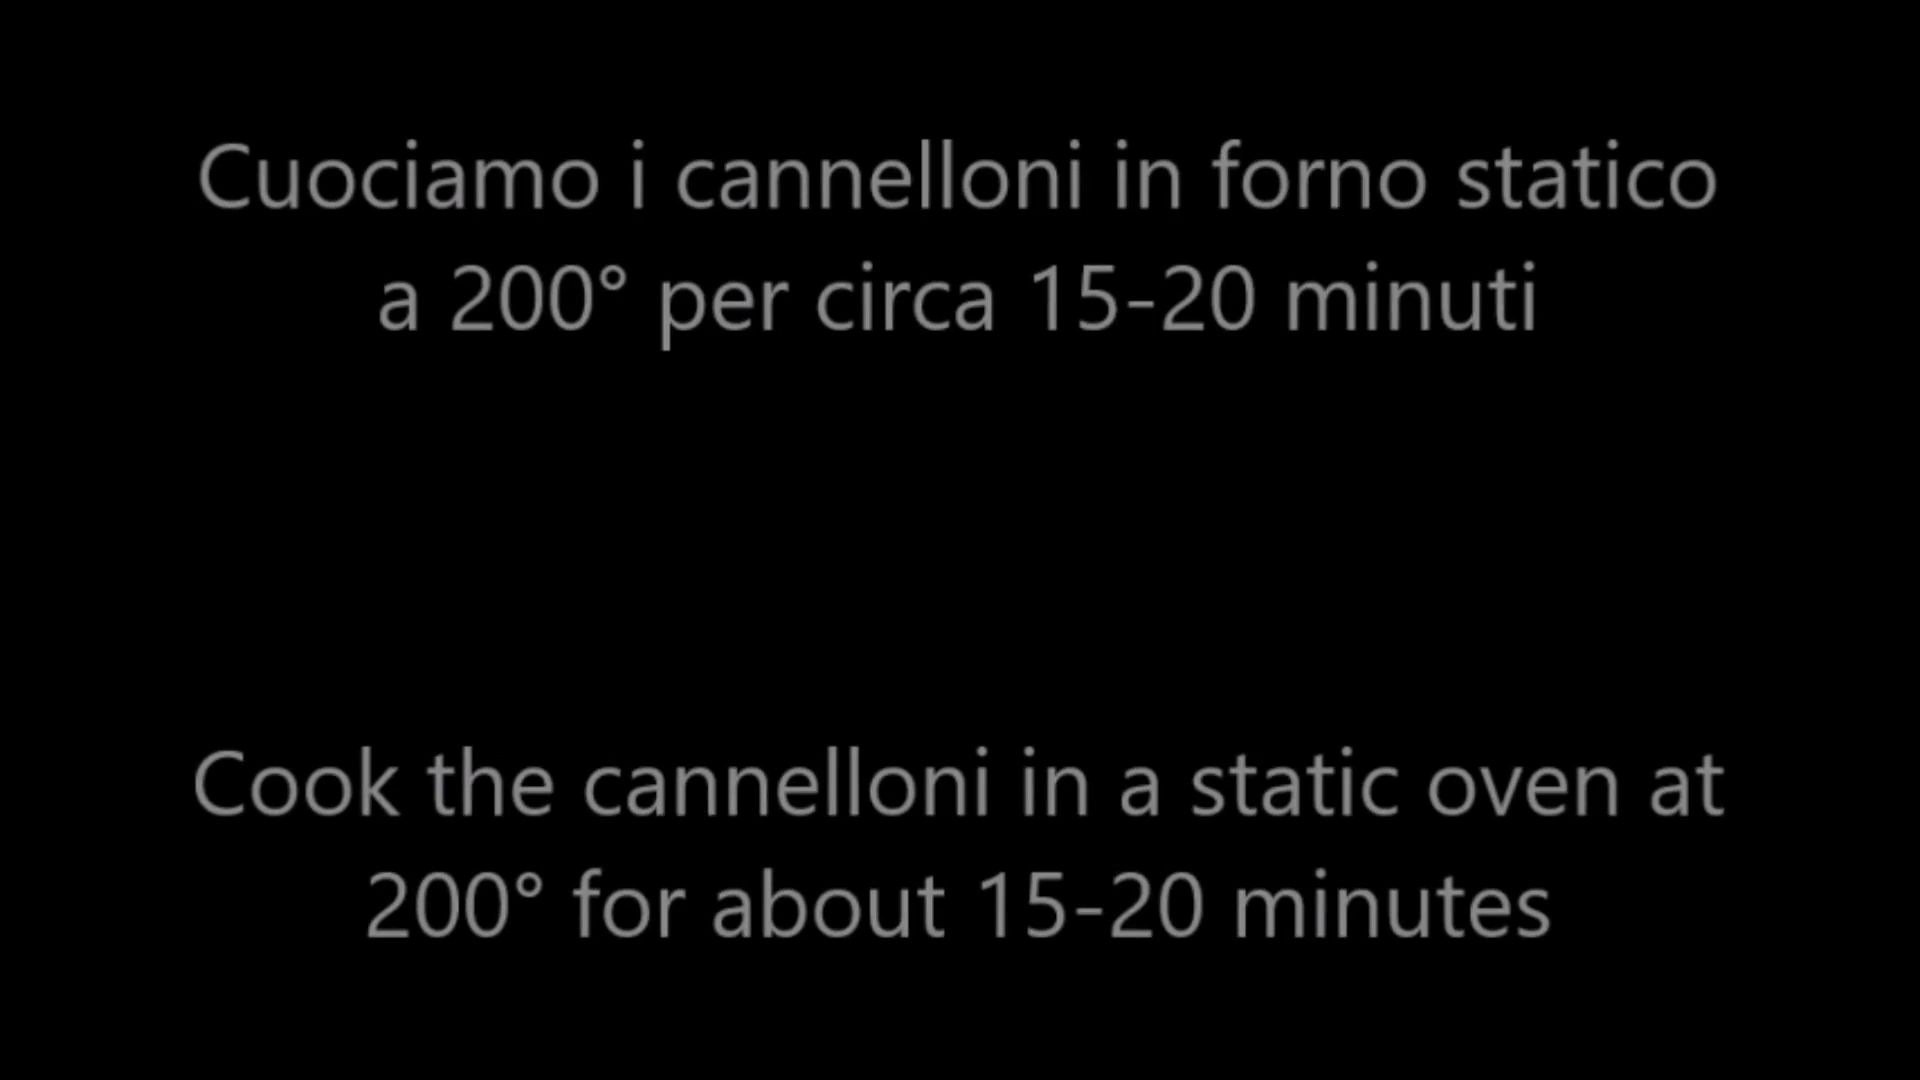 Cuociamo i cannelloni in forno statico
a 200° per circa 15-20 minuti
Cook the cannelloni in a static oven at
200° for about 15-20 minutes